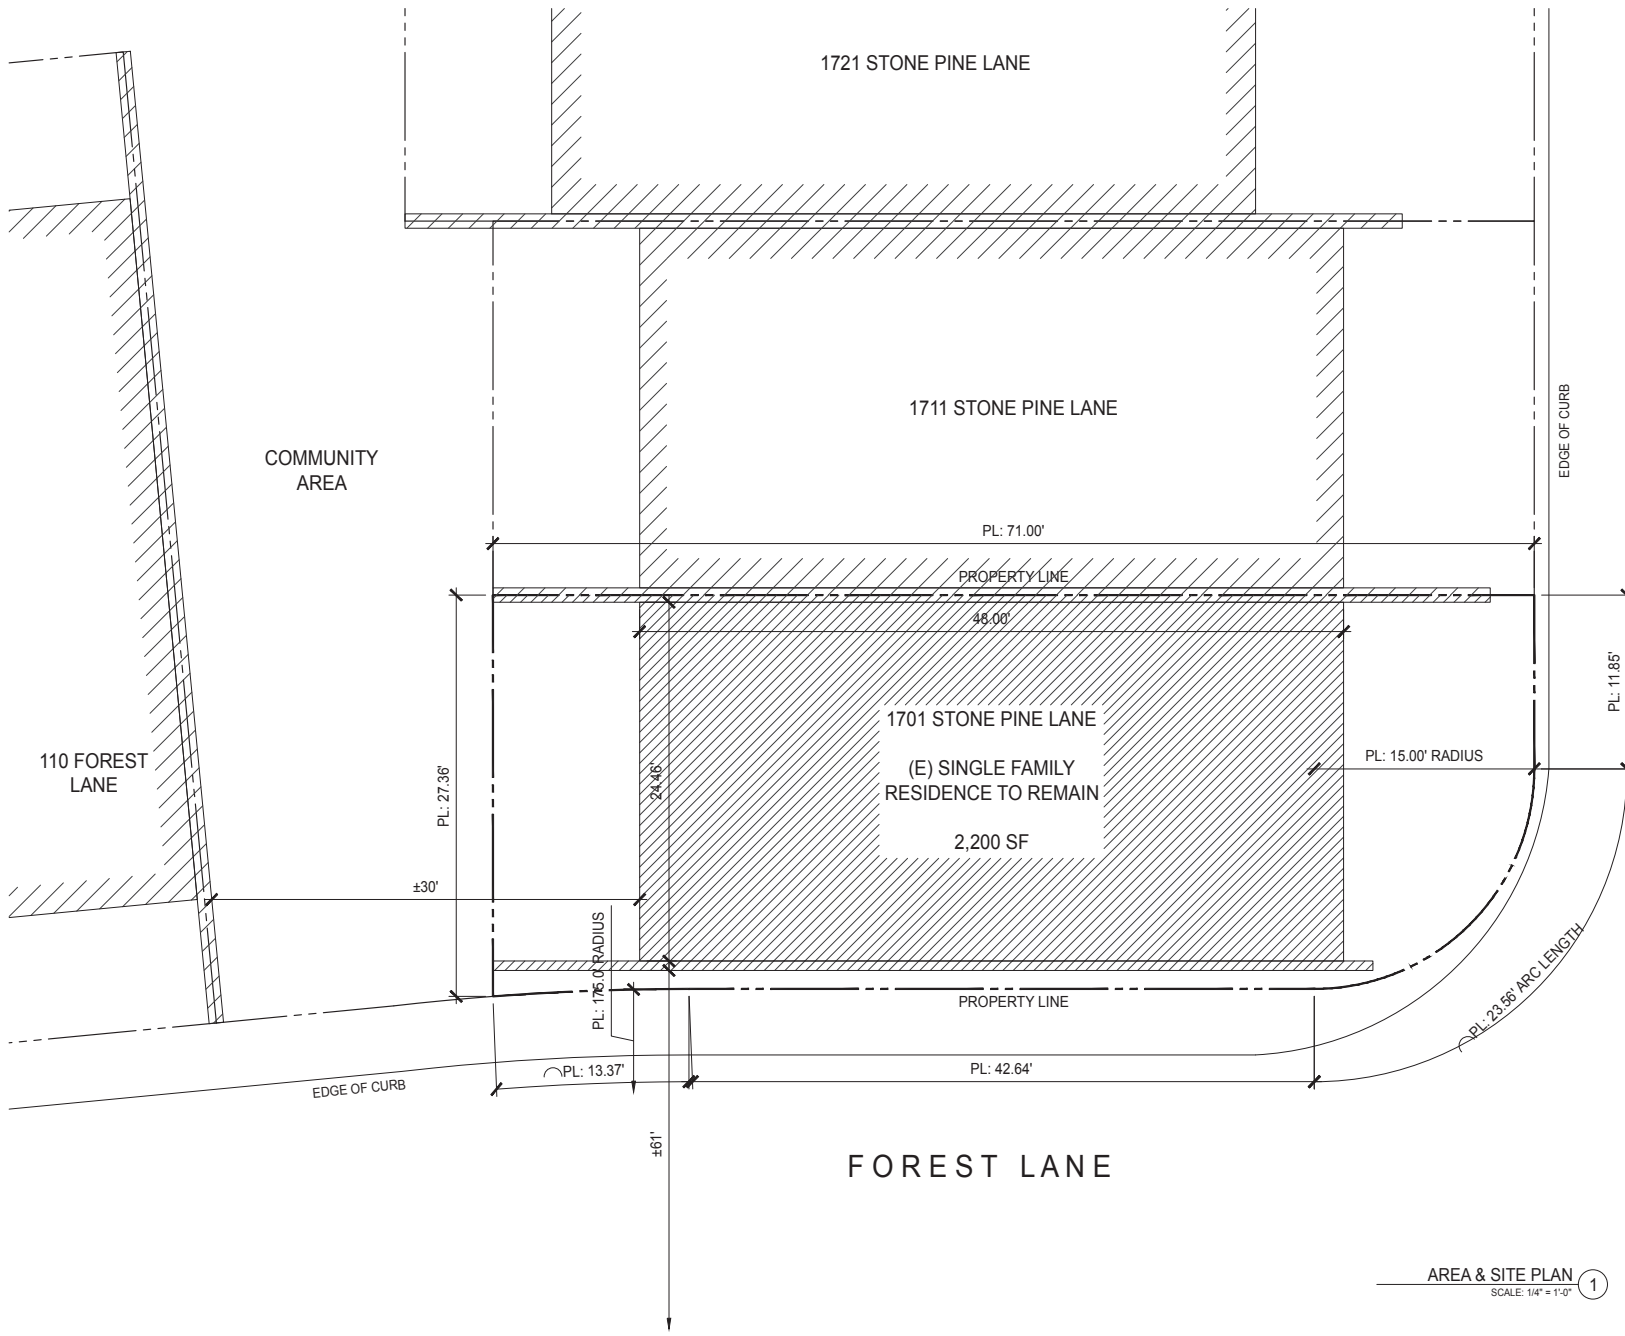 1721 STONE PINE LANE
1711 STONE PINE LANE
EDGE OF CURB
COMMUNITY
AREA
PL: 71.00'
PROPERTY LINE
48.00'
PL: 11.85'
1701 STONE PINE LANE
(E) SINGLE FAMILY
RESIDENCE TO REMAIN
2,200 SF
PL: 15.00' RADIUS
110 FOREST
LANE
PL: 27.36'
24.46'
±30'
PL: 175.0' RADIUS
PROPERTY LINE
PL: 23.56' ARC LENGTH
PL: 13.37'
PL: 42.64'
EDGE OF CURB
±61'
FOREST LANE
AREA & SITE PLAN
SCALE: 1/4" = 1'-0"
1